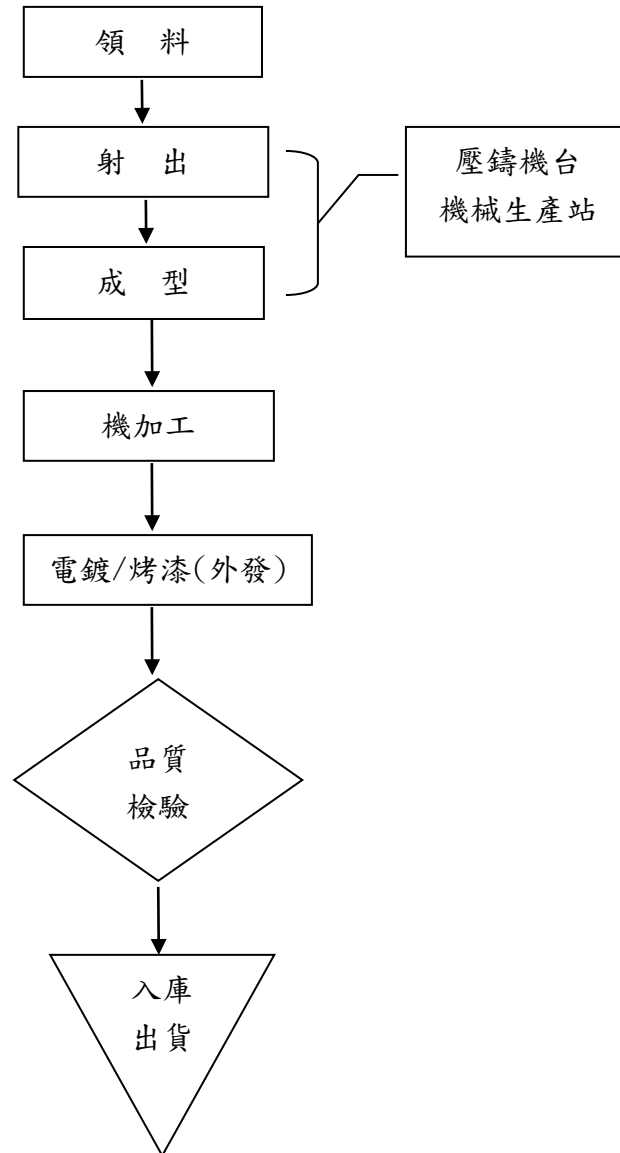 領 料
射 出
壓鑄機台
機械生產站
成 型
機加工
電鍍/烤漆(外發)
品質
檢驗
入庫
出貨